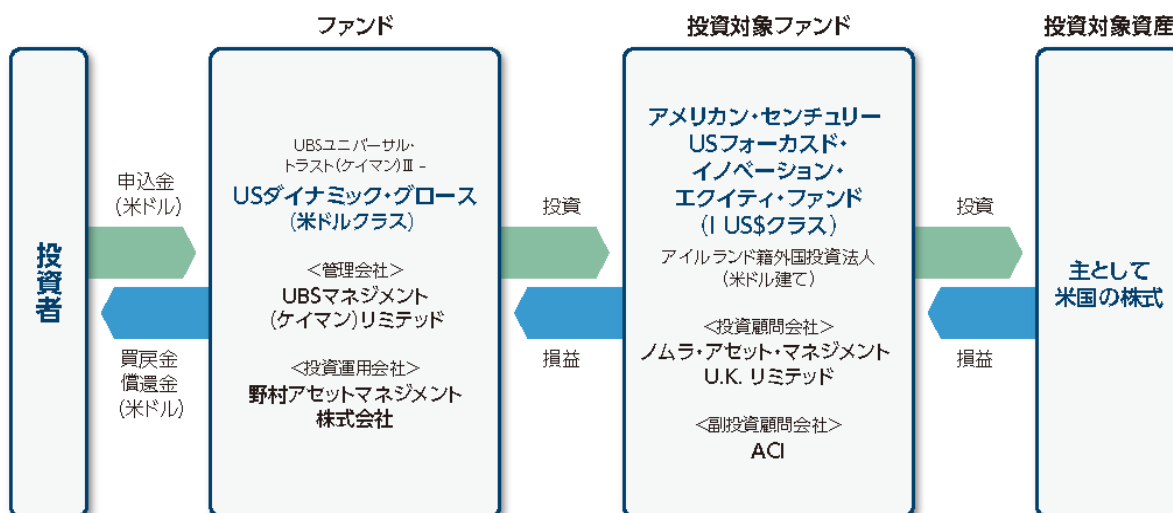 ファンド
投資対象ファンド
投資対象資産
投資者
申込金
(米ドル)
買戻金
償還金
(米ドル)
UBSユニバーサル・
トラスト(ケイマン)Ⅲ –
USダイナミック・グロース
(米ドルクラス)
<管理会社>
UBSマネジメント
(ケイマン)リミテッド
<投資運用会社>
野村アセットマネジメント
株式会社
投資
損益
アメリカン・センチュリー
USフォーカスド・
イノベーション・
エクイティ・ファンド
(I US$クラス)
アイルランド籍外国投資法人
(米ドル建て)
<投資顧問会社>
ノムラ・アセット・マネジメント
U.K. リミテッド
<副投資顧問会社>
ACI
投資
損益
主として
米国の株式